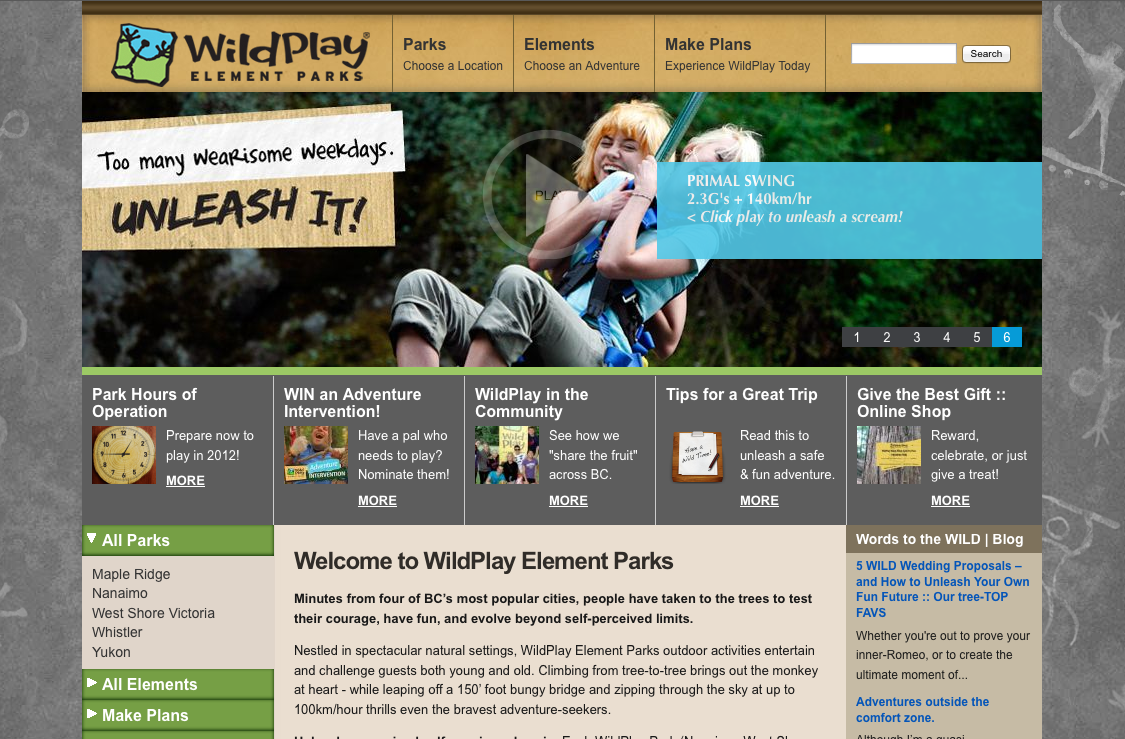 WildPlay
ELEMENT PARKS
Parks
Choose a Location
Elements
Choose an Adventure
Make Plans
Experience WildPlay Today
Search
Too many wearisome weekdays.
UNLEASH IT!
PLAY
PRIMAL SWING
2.3G's + 140km/hr
< Click play to unleash a scream!
1 2 3 4 5 6
Park Hours of
Operation
Prepare now to
play in 2012!
MORE
WIN an Adventure
Intervention!
Adventure
INTERVENTION
Have a pal who
needs to play?
Nominate them!
MORE
WildPlay in the
Community
Wild
Play
See how we
"share the fruit"
across BC.
MORE
Tips for a Great Trip
Have a
Wild Time!
Read this to
unleash a safe
& fun adventure.
MORE
Give the Best Gift ::
Online Shop
Reward,
celebrate, or just
give a treat!
MORE
All Parks
Maple Ridge
Nanaimo
West Shore Victoria
Whistler
Yukon
All Elements
Make Plans
Welcome to WildPlay Element Parks
Minutes from four of BC's most popular cities, people have taken to the trees to test
their courage, have fun, and evolve beyond self-perceived limits.
Nestled in spectacular natural settings, WildPlay Element Parks outdoor activities entertain
and challenge guests both young and old. Climbing from tree-to-tree brings out the monkey
at heart - while leaping off a 150' foot bungy bridge and zipping through the sky at up to
100km/hour thrills even the bravest adventure-seekers.
Words to the WILD | Blog
5 WILD Wedding Proposals –
and How to Unleash Your Own
Fun Future :: Our tree-TOP
FAVS
Whether you're out to prove your
inner-Romeo, or to create the
ultimate moment of...
Adventures outside the
comfort zone.
Although I'm a quasi